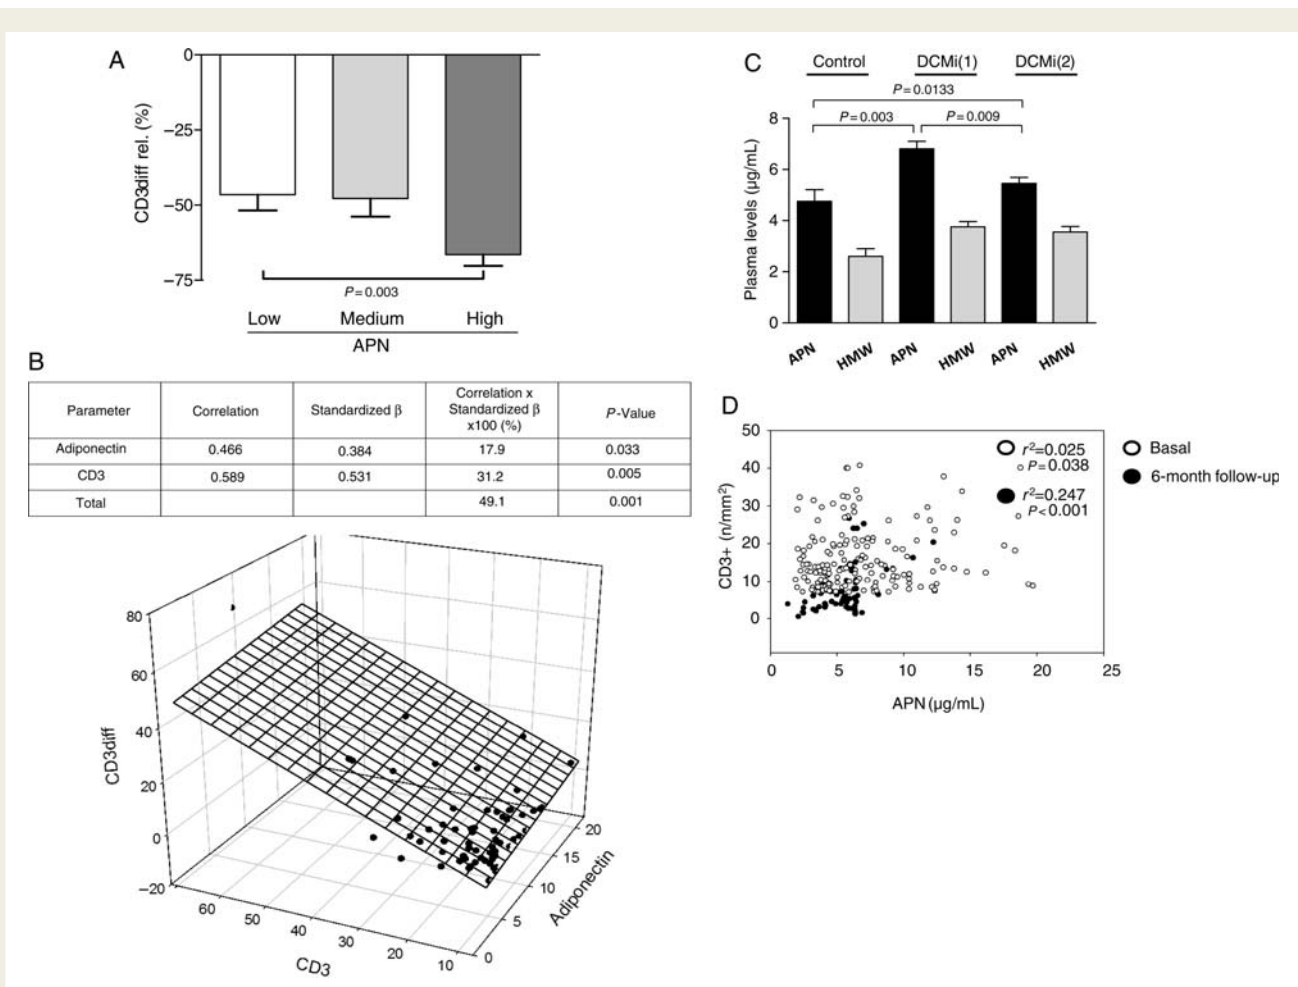 A
0
−25
−50
−75
CD3diff rel. (%)
P=0.003
Low Medium High
APN
B
Parameter Correlation Standardized β Correlation x Standardized β x100 (%) P-Value
Adiponectin 0.466 0.384 17.9 0.033
CD3 0.589 0.531 31.2 0.005
Total 49.1 0.001
80
60
40
20
0
−20
CD3diff
60 50 40 30 20 10
CD3
0 5 10 15 20
Adiponectin
C
Control DCMi(1) DCMi(2)
P=0.0133
P=0.003 P=0.009
8
6
4
2
0
Plasma levels (µg/mL)
APN HMW APN HMW APN HMW
D
50
40
30
20
10
0
CD3+ (n/mm²)
r²=0.025
P=0.038
r²=0.247
P<0.001
Basal
6-month follow-up
0 5 10 15 20 25
APN (µg/mL)